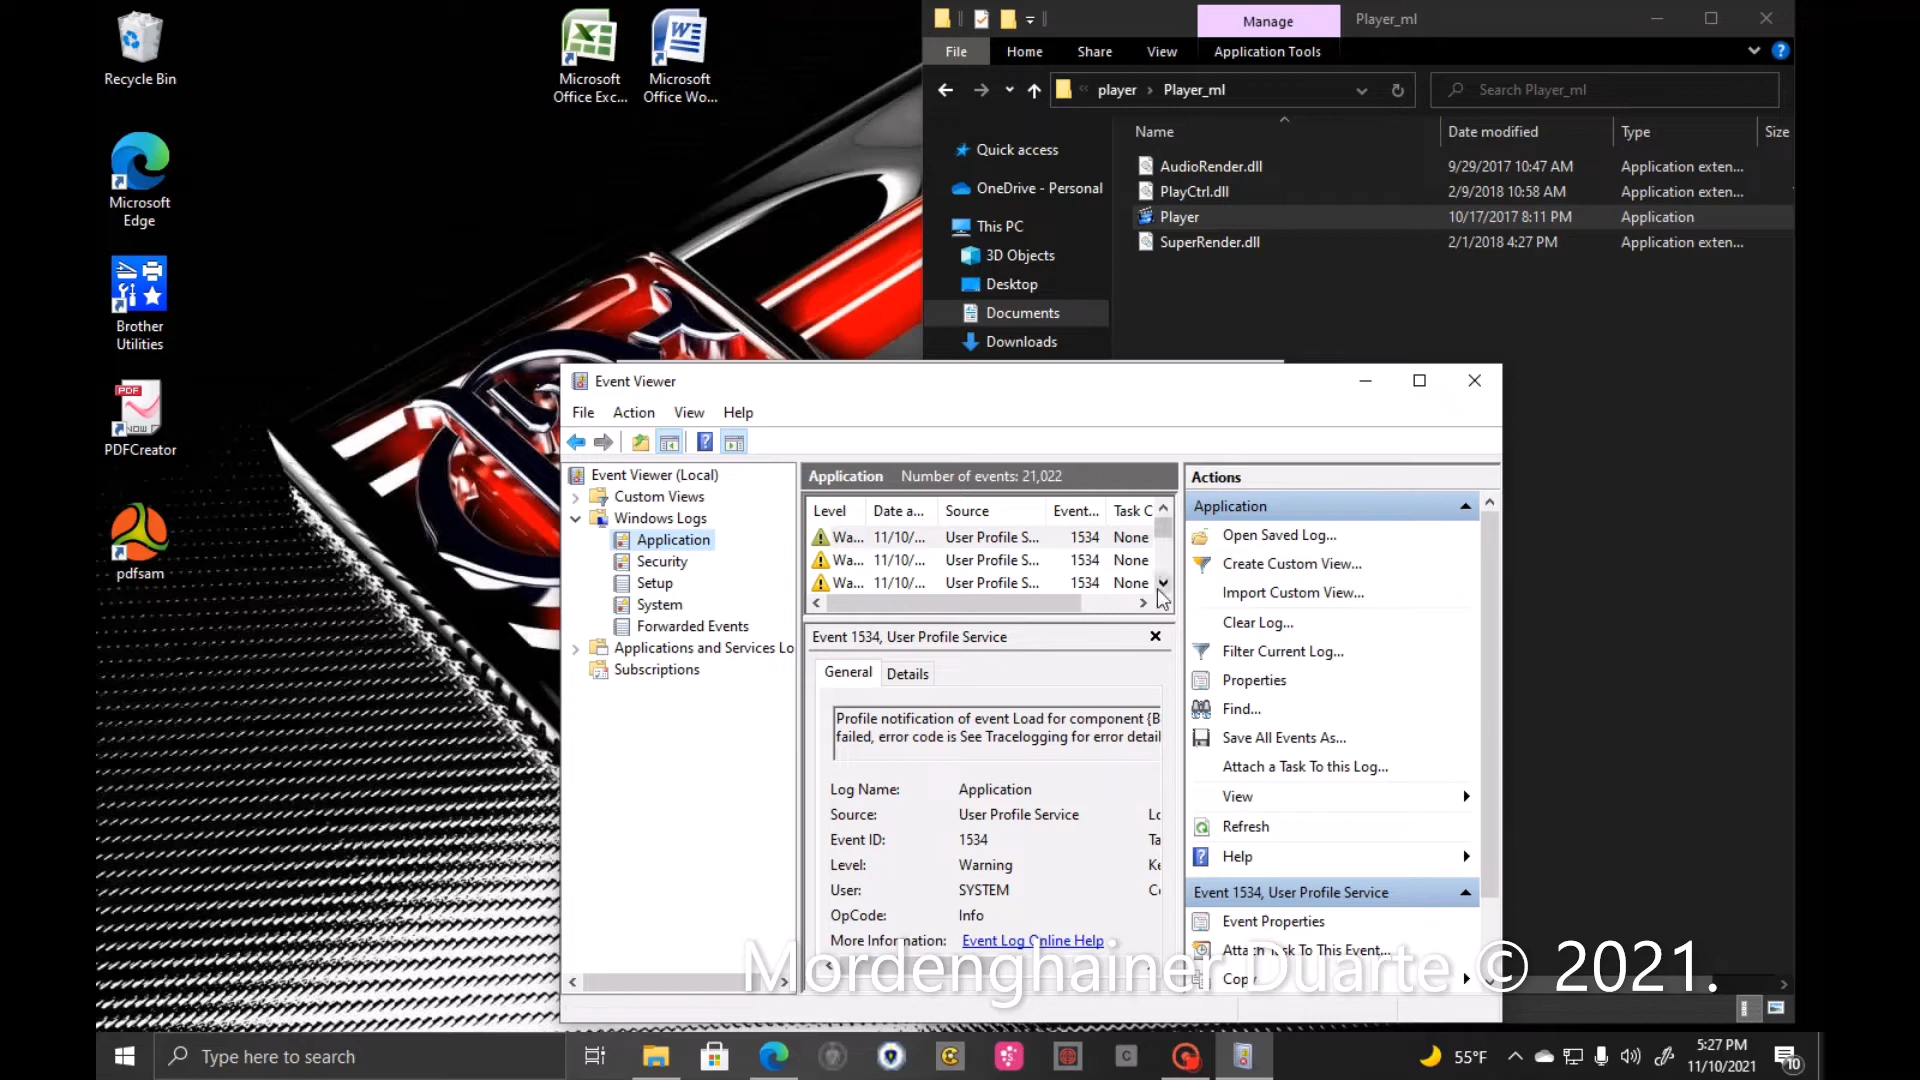 Recycle Bin
Microsoft
Office Exc...
Microsoft
Office Wo...
Microsoft
Edge
Brother
Utilities
PDF
NOW
PDFCreator
pdfsam
Manage
Player_ml
File
Home
Share
View
Application Tools
player
Player_ml
Search Player_ml
Name
Date modified
Type
Size
Quick access
OneDrive - Personal
This PC
3D Objects
Desktop
Documents
Downloads
AudioRender.dll
9/29/2017 10:47 AM
Application exten...
PlayCtrl.dll
2/9/2018 10:58 AM
Application exten...
Player
10/17/2017 8:11 PM
Application
SuperRender.dll
2/1/2018 4:27 PM
Application exten...
Event Viewer
File
Action
View
Help
Event Viewer (Local)
Custom Views
Windows Logs
Application
Security
Setup
System
Forwarded Events
Applications and Services Lo
Subscriptions
Application Number of events: 21,022
Level
Date a...
Source
Event...
Task C
Wa... 11/10/... User Profile S... 1534 None
Wa... 11/10/... User Profile S... 1534 None
Wa... 11/10/... User Profile S... 1534 None
Event 1534, User Profile Service
General
Details
Profile notification of event Load for component {B
failed, error code is See Tracelogging for error detail
Log Name: Application
Source: User Profile Service
Event ID: 1534
Level: Warning
User: SYSTEM
OpCode: Info
More Information: Event Log Online Help
Actions
Application
Open Saved Log...
Create Custom View...
Import Custom View...
Clear Log...
Filter Current Log...
Properties
Find...
Save All Events As...
Attach a Task To this Log...
View
Refresh
Help
Event 1534, User Profile Service
Event Properties
Attach Task To This Event...
Copy
Mordenghainer Duarte © 2021.
Type here to search
55°F
5:27 PM
11/10/2021
10